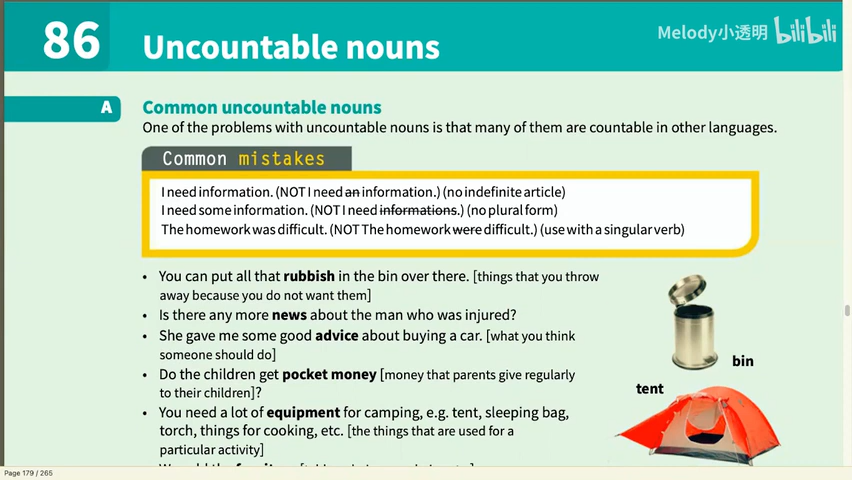 86
Uncountable nouns
Melody小透明 bilibili
A
Common uncountable nouns
One of the problems with uncountable nouns is that many of them are countable in other languages.
Common mistakes
I need information. (NOT I need an information.) (no indefinite article)
I need some information. (NOT I need informations.) (no plural form)
The homework was difficult. (NOT The homework were difficult.) (use with a singular verb)
• You can put all that rubbish in the bin over there. [things that you throw
away because you do not want them]
• Is there any more news about the man who was injured?
• She gave me some good advice about buying a car. [what you think
someone should do]
• Do the children get pocket money [money that parents give regularly
to their children]?
• You need a lot of equipment for camping, e.g. tent, sleeping bag,
torch, things for cooking, etc. [the things that are used for a
particular activity]
bin
tent
Page 179 / 265